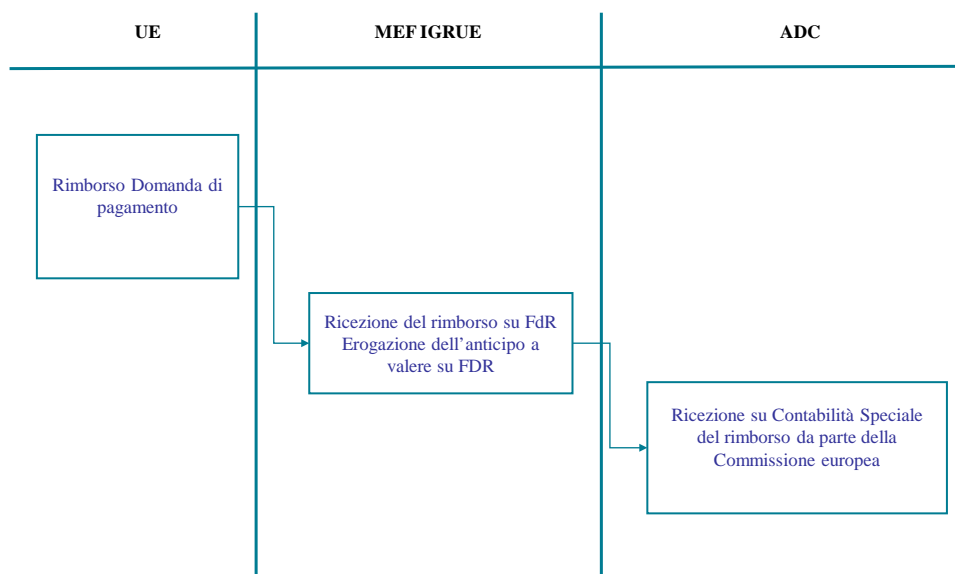 UE
MEF IGRUE
ADC
Rimborso Domanda di
pagamento
Ricezione del rimborso su FdR
Erogazione dell’anticipo a
valere su FDR
Ricezione su Contabilità Speciale
del rimborso da parte della
Commissione europea